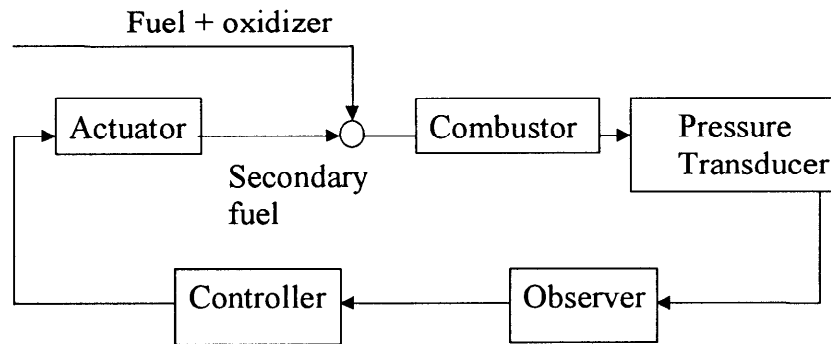 Fuel + oxidizer
Actuator
Combustor
Pressure
Transducer
Secondary
fuel
Controller
Observer